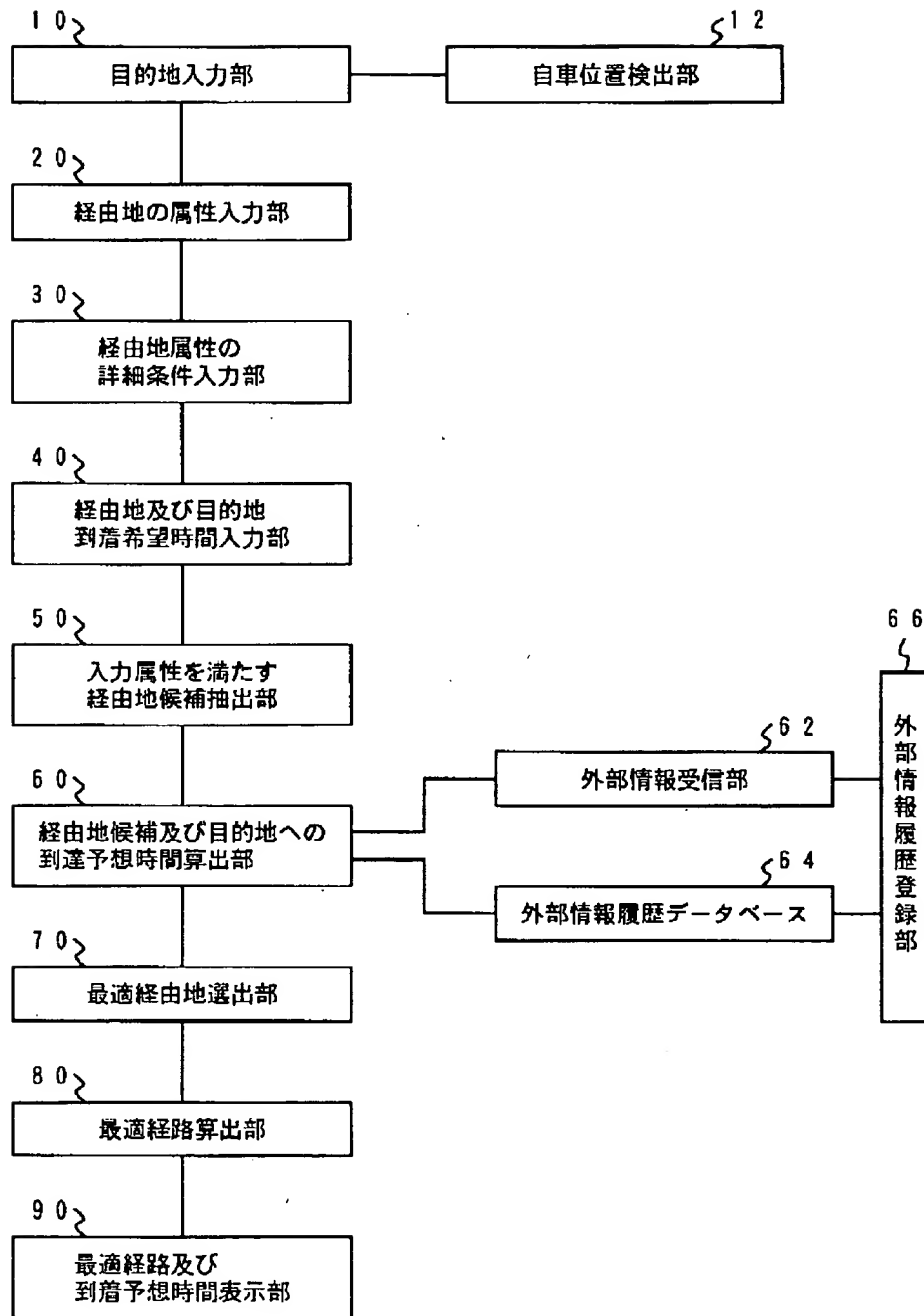 10
目的地入力部
12
自車位置検出部
20
経由地の属性入力部
30
経由地属性の
詳細条件入力部
40
経由地及び目的地
到着希望時間入力部
50
入力属性を満たす
経由地候補抽出部
60
経由地候補及び目的地への
到達予想時間算出部
62
外部情報受信部
64
外部情報履歴データベース
66
外部情報履歴登録部
70
最適経由地選出部
80
最適経路算出部
90
最適経路及び
到着予想時間表示部